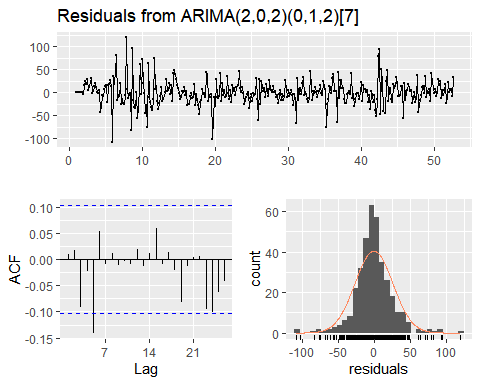 Residuals from ARIMA(2,0,2)(0,1,2)[7]
100
50
0
-50
-100
0 10 20 30 40 50
0.10
0.05
0.00
-0.05
-0.10
-0.15
ACF
7 14 21
Lag
60
40
20
0
count
-100 -50 0 50 100
residuals